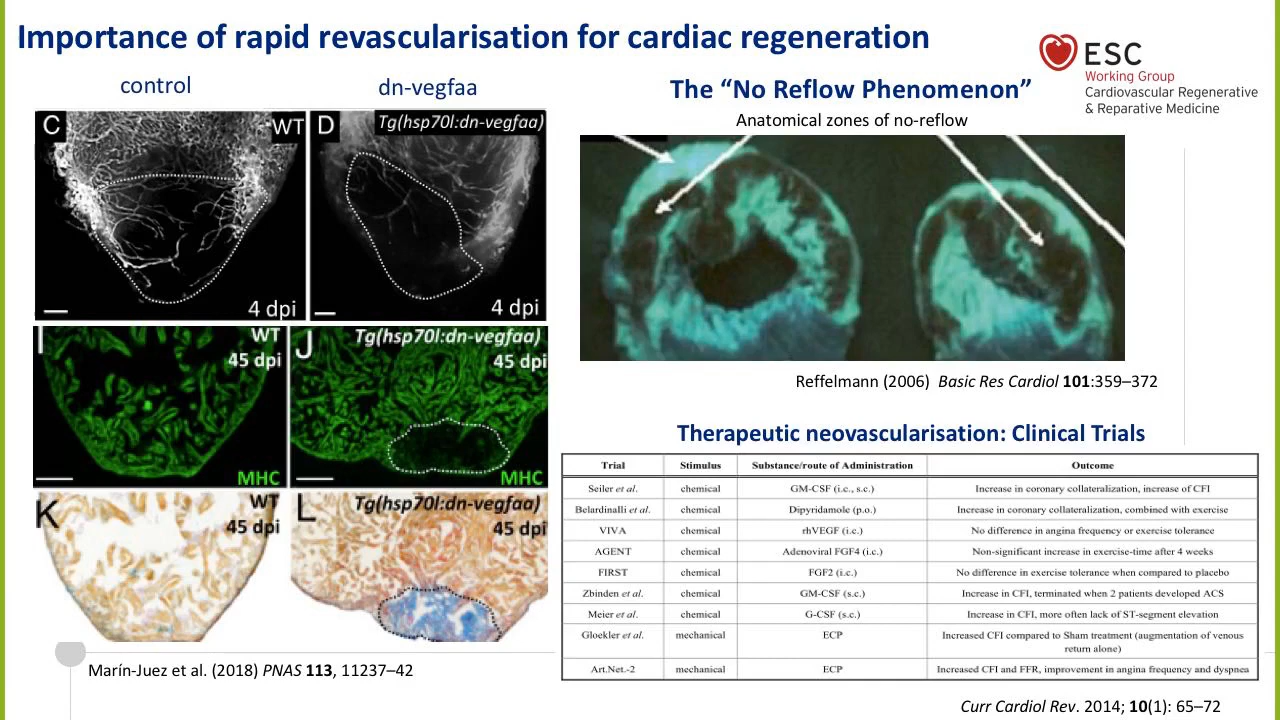 Importance of rapid revascularisation for cardiac regeneration
ESC
Working Group
Cardiovascular Regenerative
& Reparative Medicine
control
dn-vegfaa
C
WT
4 dpi
D
Tg(hsp70l:dn-vegfaa)
4 dpi
I
WT
45 dpi
MHC
J
Tg(hsp70l:dn-vegfaa)
45 dpi
MHC
K
WT
45 dpi
L
Tg(hsp70l:dn-vegfaa)
45 dpi
Marín-Juez et al. (2018) PNAS 113, 11237–42
The “No Reflow Phenomenon”
Anatomical zones of no-reflow
Reffelmann (2006) Basic Res Cardiol 101:359–372
Therapeutic neovascularisation: Clinical Trials
Trial Stimulus Substance/route of Administration Outcome
Seiler et al. chemical GM-CSF (i.c., s.c.) Increase in coronary collateralization, increase of CFI
Belardinalli et al. chemical Dipyridamole (p.o.) Increase in coronary collateralization, combined with exercise
VIVA chemical rhVEGF (i.c.) No difference in angina frequency or exercise tolerance
AGENT chemical Adenoviral FGF4 (i.c.) Non-significant increase in exercise-time after 4 weeks
FIRST chemical FGF2 (i.c.) No difference in exercise tolerance when compared to placebo
Zbinden et al. chemical GM-CSF (s.c.) Increase in CFI, terminated when 2 patients developed ACS
Meier et al. chemical G-CSF (s.c.) Increase in CFI, more often lack of ST-segment elevation
Gloekler et al. mechanical ECP Increased CFI compared to Sham treatment (augmentation of venous
return alone)
Art.Net.-2 mechanical ECP Increased CFI and FFR, improvement in angina frequency and dyspnea
Curr Cardiol Rev. 2014; 10(1): 65–72